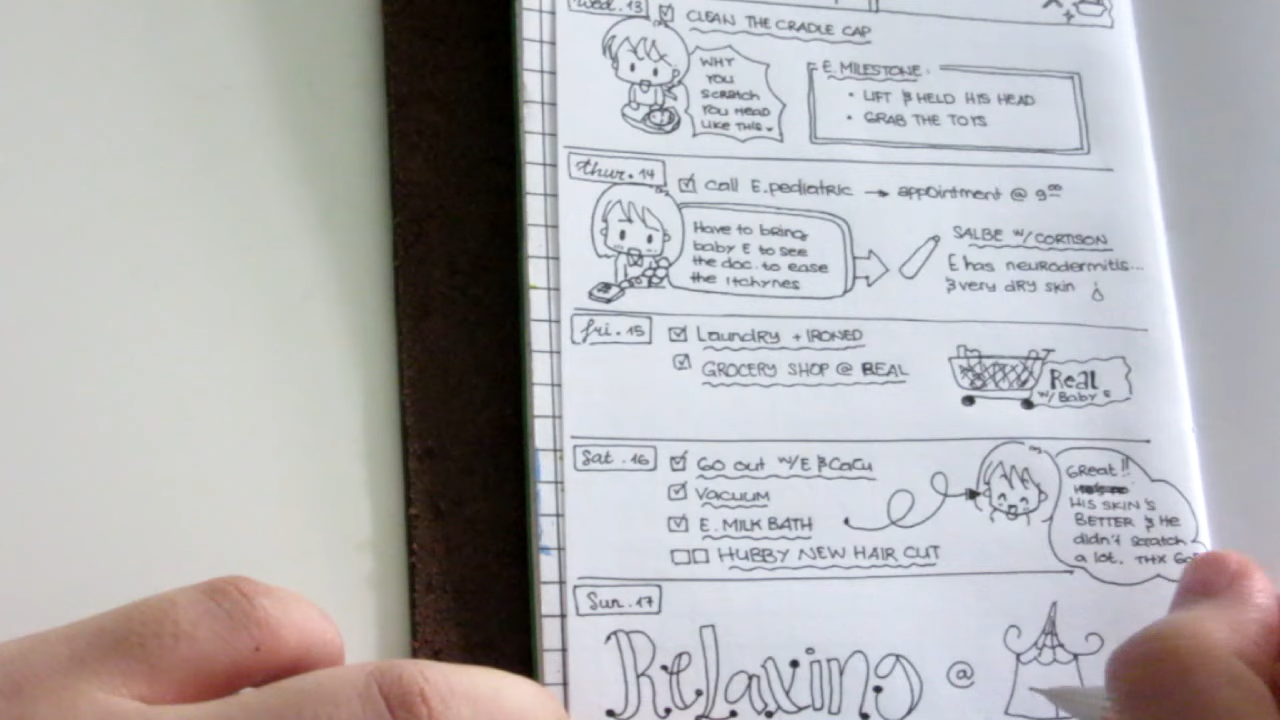 Wed. 13
CLEAN THE CRADLE CAP
WHY
YOU
SCRATCH
YOU HEAD
LIKE THIS
E. MILESTONE.
• LIFT & HELD HIS HEAD
• GRAB THE TOYS
Thur. 14
Call E.pediatric → appointment @ 9⁰⁰
Have to bring
baby E to see
the doc. to ease
the Itchynes
SALBE W/ CORTISON
E has neurodermitis...
& very dry skin
Fri. 15
Laundry + IRONED
GROCERY SHOP @ REAL
Real
W/ Baby E
Sat. 16
Go out W/E & CaCu
Vacuum
E. MILK BATH
HUBBY NEW HAIR CUT
Great!!
HIS SKIN'S
BETTER & He
didn't scratch
a lot. THX
Sun. 17
Relaxing @